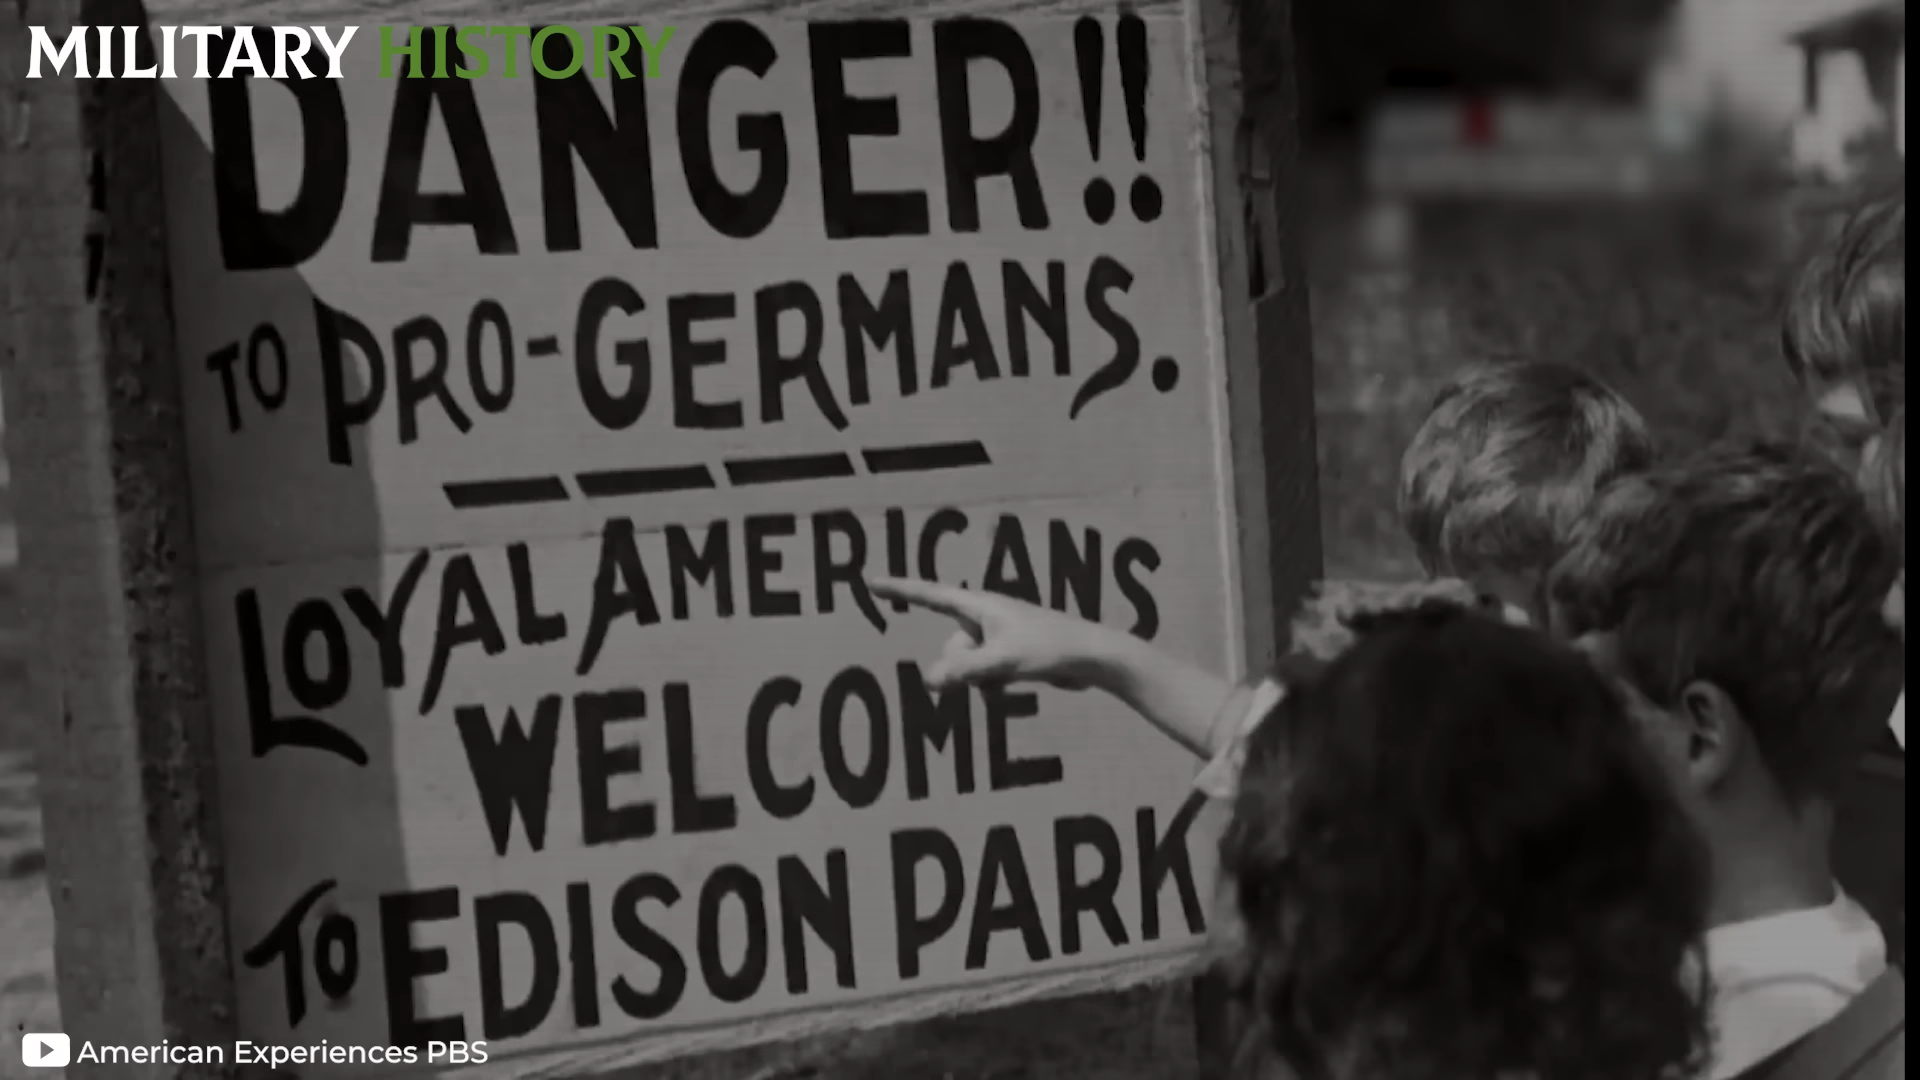 MILITARY HISTORY
DANGER!!
TO PRO-GERMANS.
LOYAL AMERICANS
WELCOME
TO EDISON PARK
American Experiences PBS